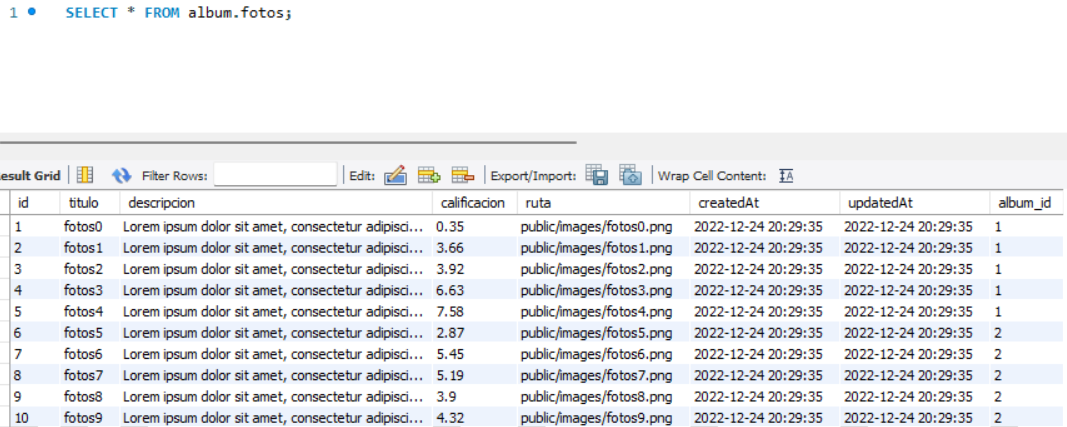 1 SELECT * FROM album.fotos;
esult Grid Filter Rows: Edit: Export/Import: Wrap Cell Content:
id titulo descripcion calificacion ruta createdAt updatedAt album_id
1 fotos0 Lorem ipsum dolor sit amet, consectetur adipisci... 0.35 public/images/fotos0.png 2022-12-24 20:29:35 2022-12-24 20:29:35 1
2 fotos1 Lorem ipsum dolor sit amet, consectetur adipisci... 3.66 public/images/fotos1.png 2022-12-24 20:29:35 2022-12-24 20:29:35 1
3 fotos2 Lorem ipsum dolor sit amet, consectetur adipisci... 3.92 public/images/fotos2.png 2022-12-24 20:29:35 2022-12-24 20:29:35 1
4 fotos3 Lorem ipsum dolor sit amet, consectetur adipisci... 6.63 public/images/fotos3.png 2022-12-24 20:29:35 2022-12-24 20:29:35 1
5 fotos4 Lorem ipsum dolor sit amet, consectetur adipisci... 7.58 public/images/fotos4.png 2022-12-24 20:29:35 2022-12-24 20:29:35 1
6 fotos5 Lorem ipsum dolor sit amet, consectetur adipisci... 2.87 public/images/fotos5.png 2022-12-24 20:29:35 2022-12-24 20:29:35 2
7 fotos6 Lorem ipsum dolor sit amet, consectetur adipisci... 5.45 public/images/fotos6.png 2022-12-24 20:29:35 2022-12-24 20:29:35 2
8 fotos7 Lorem ipsum dolor sit amet, consectetur adipisci... 5.19 public/images/fotos7.png 2022-12-24 20:29:35 2022-12-24 20:29:35 2
9 fotos8 Lorem ipsum dolor sit amet, consectetur adipisci... 3.9 public/images/fotos8.png 2022-12-24 20:29:35 2022-12-24 20:29:35 2
10 fotos9 Lorem ipsum dolor sit amet, consectetur adipisci... 4.32 public/images/fotos9.png 2022-12-24 20:29:35 2022-12-24 20:29:35 2